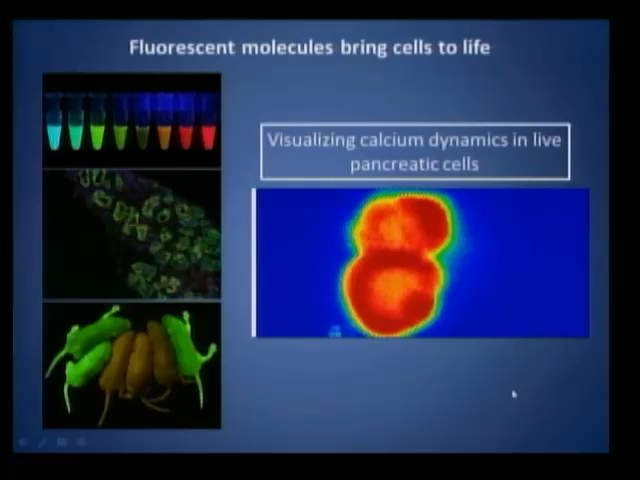 Fluorescent molecules bring cells to life
Visualizing calcium dynamics in live
pancreatic cells